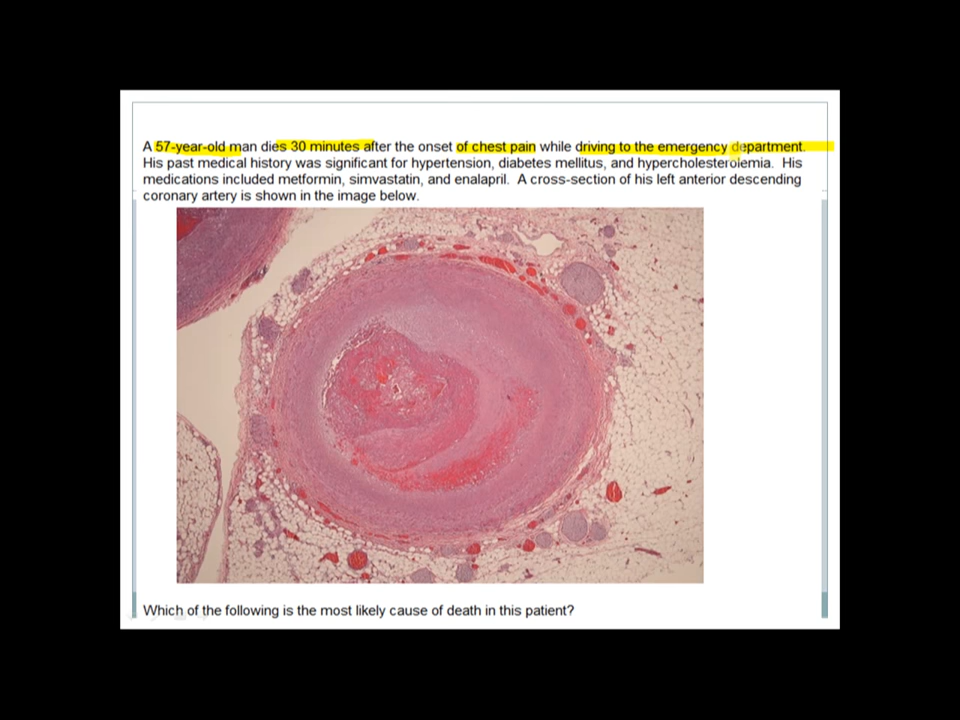 A 57-year-old man dies 30 minutes after the onset of chest pain while driving to the emergency department.
His past medical history was significant for hypertension, diabetes mellitus, and hypercholesterolemia.  His
medications included metformin, simvastatin, and enalapril.  A cross-section of his left anterior descending
coronary artery is shown in the image below.
Which of the following is the most likely cause of death in this patient?